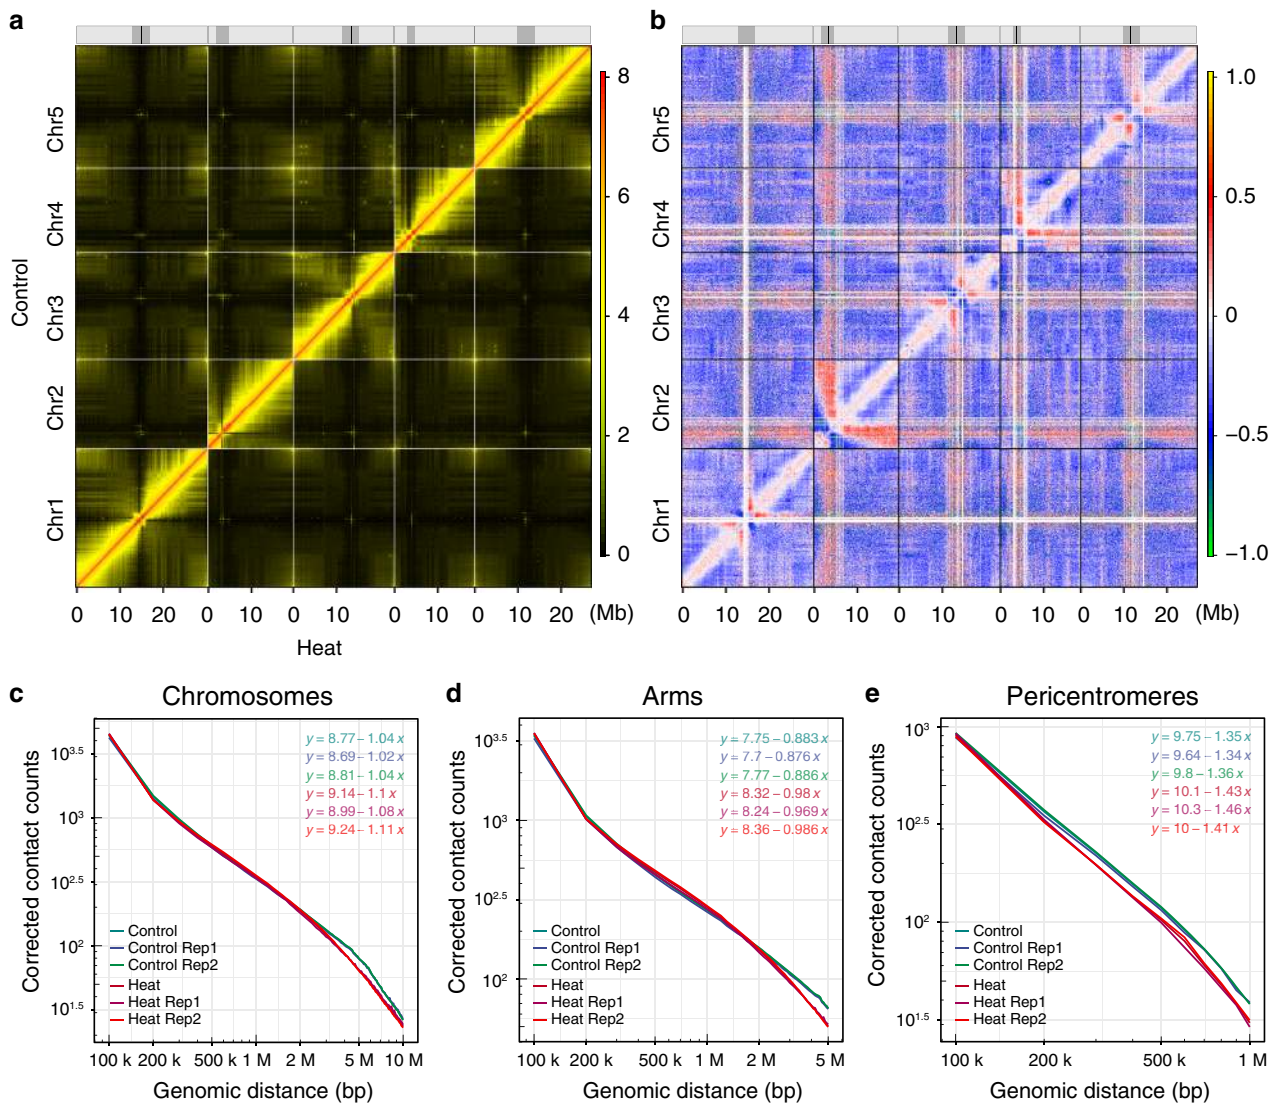 a
b
Control
Chr5
Chr4
Chr3
Chr2
Chr1
8
6
4
2
0
0 10 20 0 10 0 10 0 10 0 10 20 (Mb)
Heat
Chr5
Chr4
Chr3
Chr2
Chr1
1.0
0.5
0
−0.5
−1.0
0 10 20 0 10 0 10 0 10 0 10 20 (Mb)
c
Chromosomes
Corrected contact counts
10^3.5
10^3
10^2.5
10^2
10^1.5
y = 8.77 − 1.04 x
y = 8.69 − 1.02 x
y = 8.81 − 1.04 x
y = 9.14 − 1.1 x
y = 8.99 − 1.08 x
y = 9.24 − 1.11 x
Control
Control Rep1
Control Rep2
Heat
Heat Rep1
Heat Rep2
100 k 200 k 500 k 1 M 2 M 5 M 10 M
Genomic distance (bp)
d
Arms
Corrected contact counts
10^3.5
10^3
10^2.5
10^2
y = 7.75 − 0.883 x
y = 7.7 − 0.876 x
y = 7.77 − 0.886 x
y = 8.32 − 0.98 x
y = 8.24 − 0.969 x
y = 8.36 − 0.986 x
Control
Control Rep1
Control Rep2
Heat
Heat Rep1
Heat Rep2
100 k 200 k 500 k 1 M 2 M 5 M
Genomic distance (bp)
e
Pericentromeres
Corrected contact counts
10^3
10^2.5
10^2
10^1.5
y = 9.75 − 1.35 x
y = 9.64 − 1.34 x
y = 9.8 − 1.36 x
y = 10.1 − 1.43 x
y = 10.3 − 1.46 x
y = 10 − 1.41 x
Control
Control Rep1
Control Rep2
Heat
Heat Rep1
Heat Rep2
100 k 200 k 500 k 1 M
Genomic distance (bp)